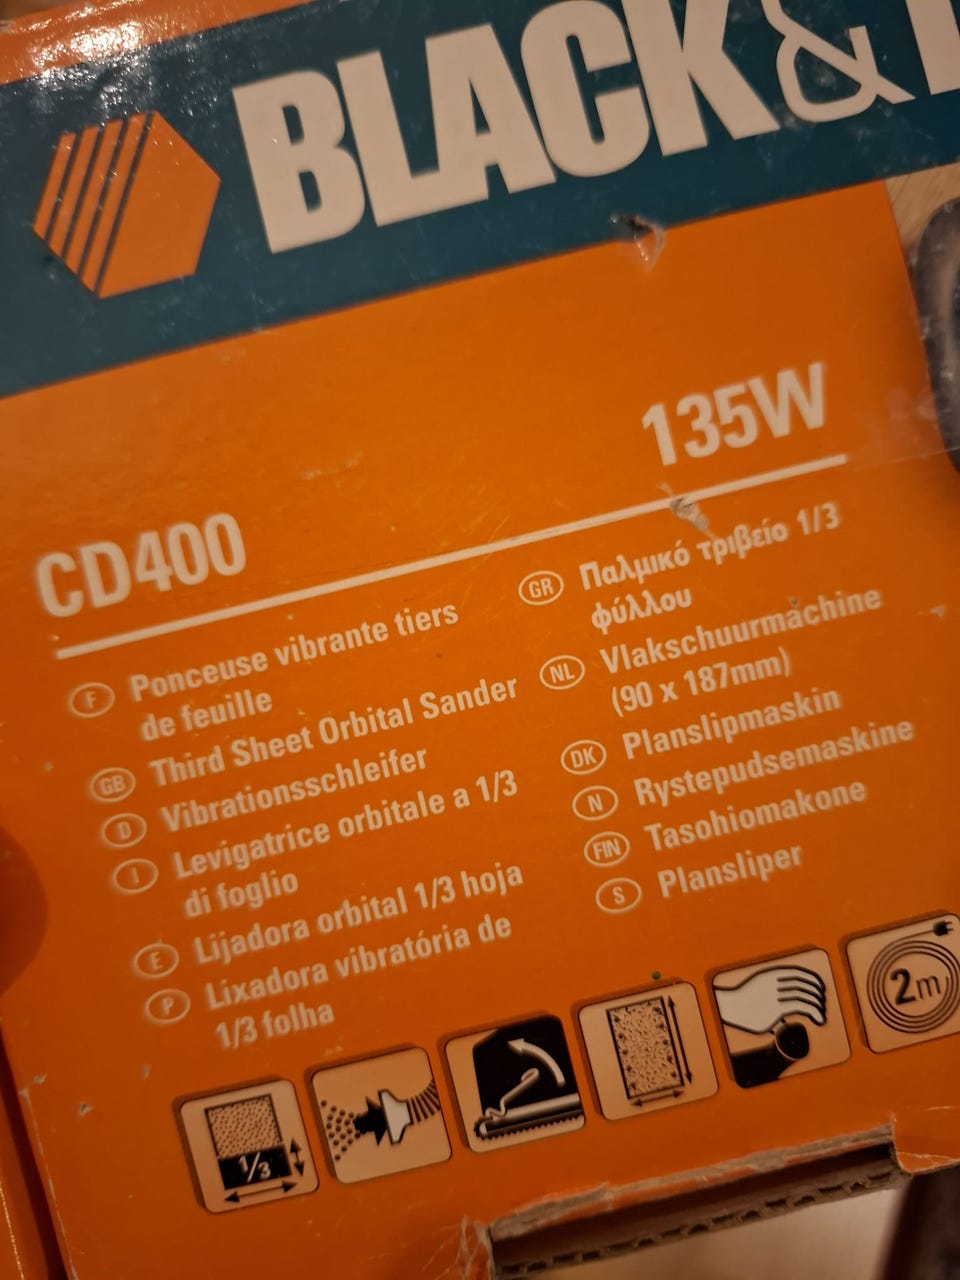 BLACK&
135W
CD400
F Ponceuse vibrante tiers
de feuille
GB Third Sheet Orbital Sander
D Vibrationsschleifer
I Levigatrice orbitale a 1/3
di foglio
E Lijadora orbital 1/3 hoja
P Lixadora vibratória de
1/3 folha
GR Παλμικό τριβείο 1/3
φύλλου
NL Vlakschuurmachine
(90 x 187mm)
DK Planslipmaskin
N Rystepudsemaskine
FIN Tasohiomakone
S Plansliper
1/3
2m